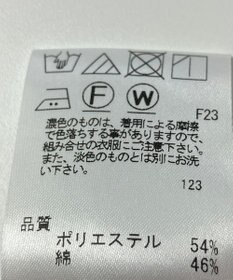 F
W
F23
濃色のものは、着用による摩擦
で色落ちする事がありますので、
組み合せの衣服にご注意下さい。
また、淡色のものとは別にお洗
い下さい。
123
品質
ポリエステル 54%
綿 46%